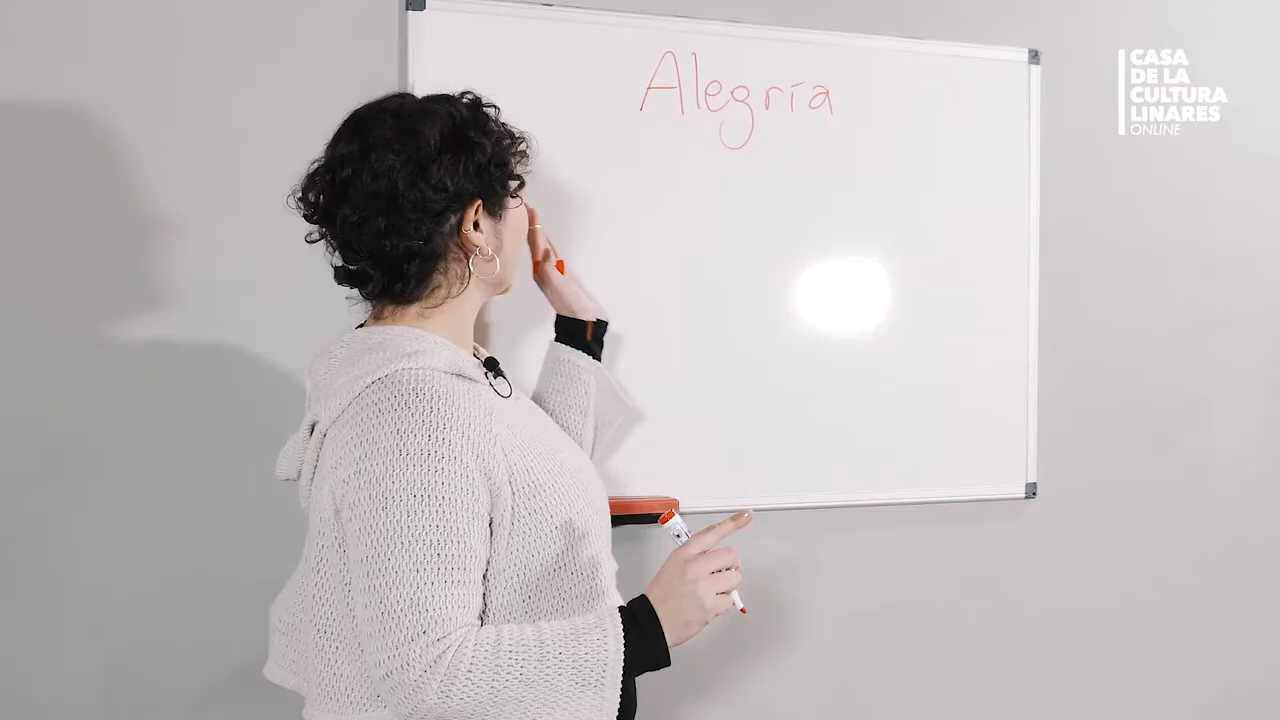 Alegría
CASA
DE LA
CULTURA
LINARES
ONLINE